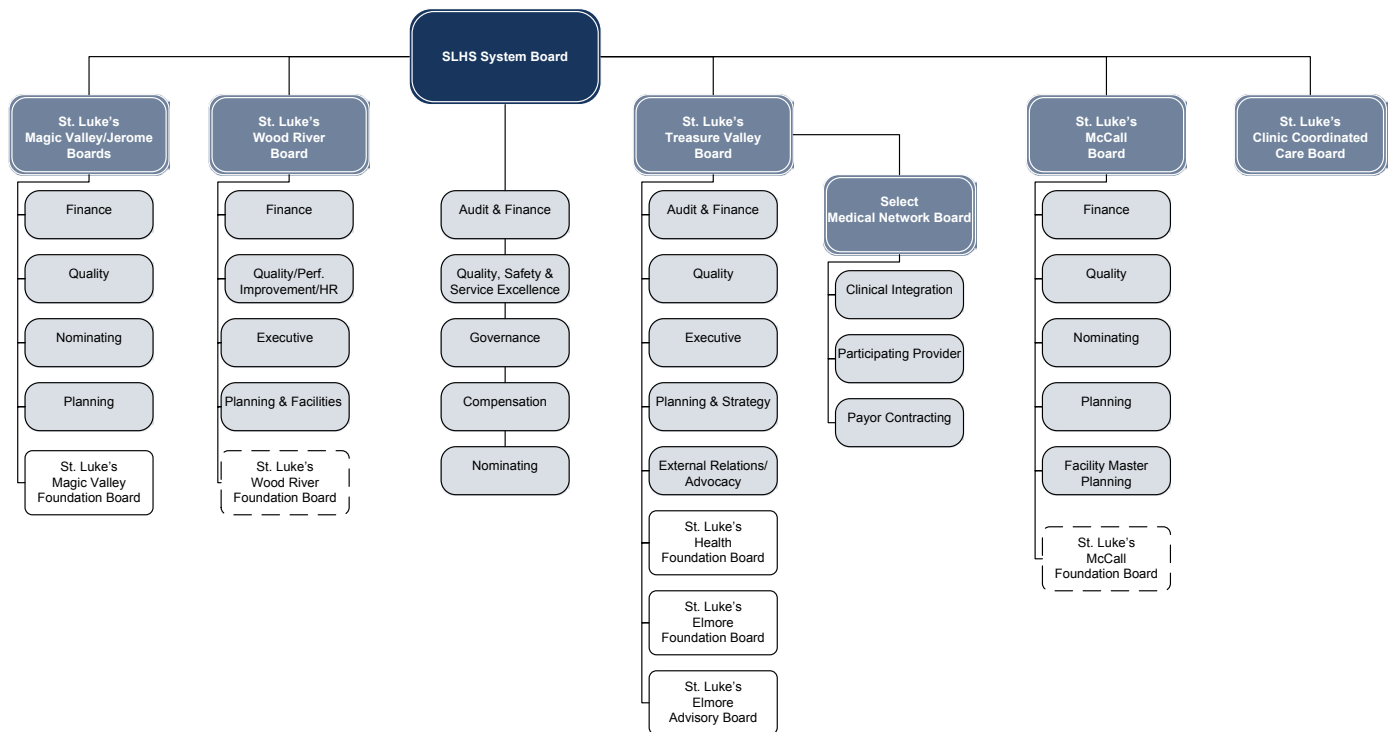 SLHS System Board
St. Luke's
Magic Valley/Jerome
Boards
St. Luke's
Wood River
Board
St. Luke's
Treasure Valley
Board
St. Luke's
McCall
Board
St. Luke's
Clinic Coordinated
Care Board
Select
Medical Network Board
Finance
Quality
Nominating
Planning
St. Luke's
Magic Valley
Foundation Board
Finance
Quality/Perf.
Improvement/HR
Executive
Planning & Facilities
St. Luke's
Wood River
Foundation Board
Audit & Finance
Quality, Safety &
Service Excellence
Governance
Compensation
Nominating
Audit & Finance
Quality
Executive
Planning & Strategy
External Relations/
Advocacy
St. Luke's
Health
Foundation Board
St. Luke's
Elmore
Foundation Board
St. Luke's
Elmore
Advisory Board
Clinical Integration
Participating Provider
Payor Contracting
Finance
Quality
Nominating
Planning
Facility Master
Planning
St. Luke's
McCall
Foundation Board